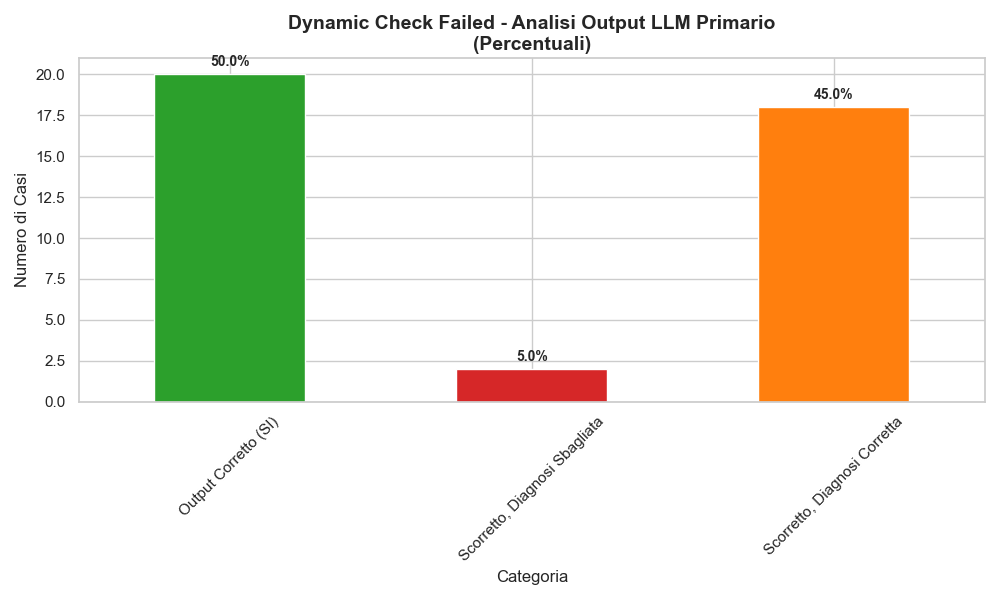 Dynamic Check Failed - Analisi Output LLM Primario
(Percentuali)
50.0%
5.0%
45.0%
20.0
17.5
15.0
12.5
10.0
7.5
5.0
2.5
0.0
Numero di Casi
Output Corretto (SI)
Scorretto, Diagnosi Sbagliata
Scorretto, Diagnosi Corretta
Categoria